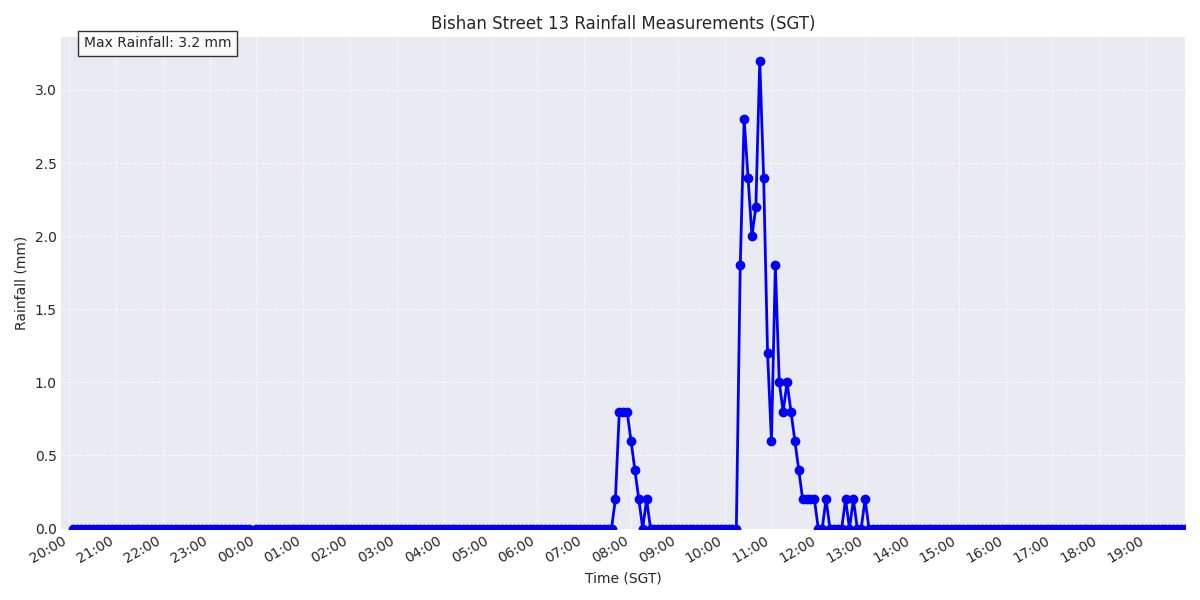 Bishan Street 13 Rainfall Measurements (SGT)
Max Rainfall: 3.2 mm
Rainfall (mm)
3.0
2.5
2.0
1.5
1.0
0.5
0.0
20:00 21:00 22:00 23:00 00:00 01:00 02:00 03:00 04:00 05:00 06:00 07:00 08:00 09:00 10:00 11:00 12:00 13:00 14:00 15:00 16:00 17:00 18:00 19:00
Time (SGT)